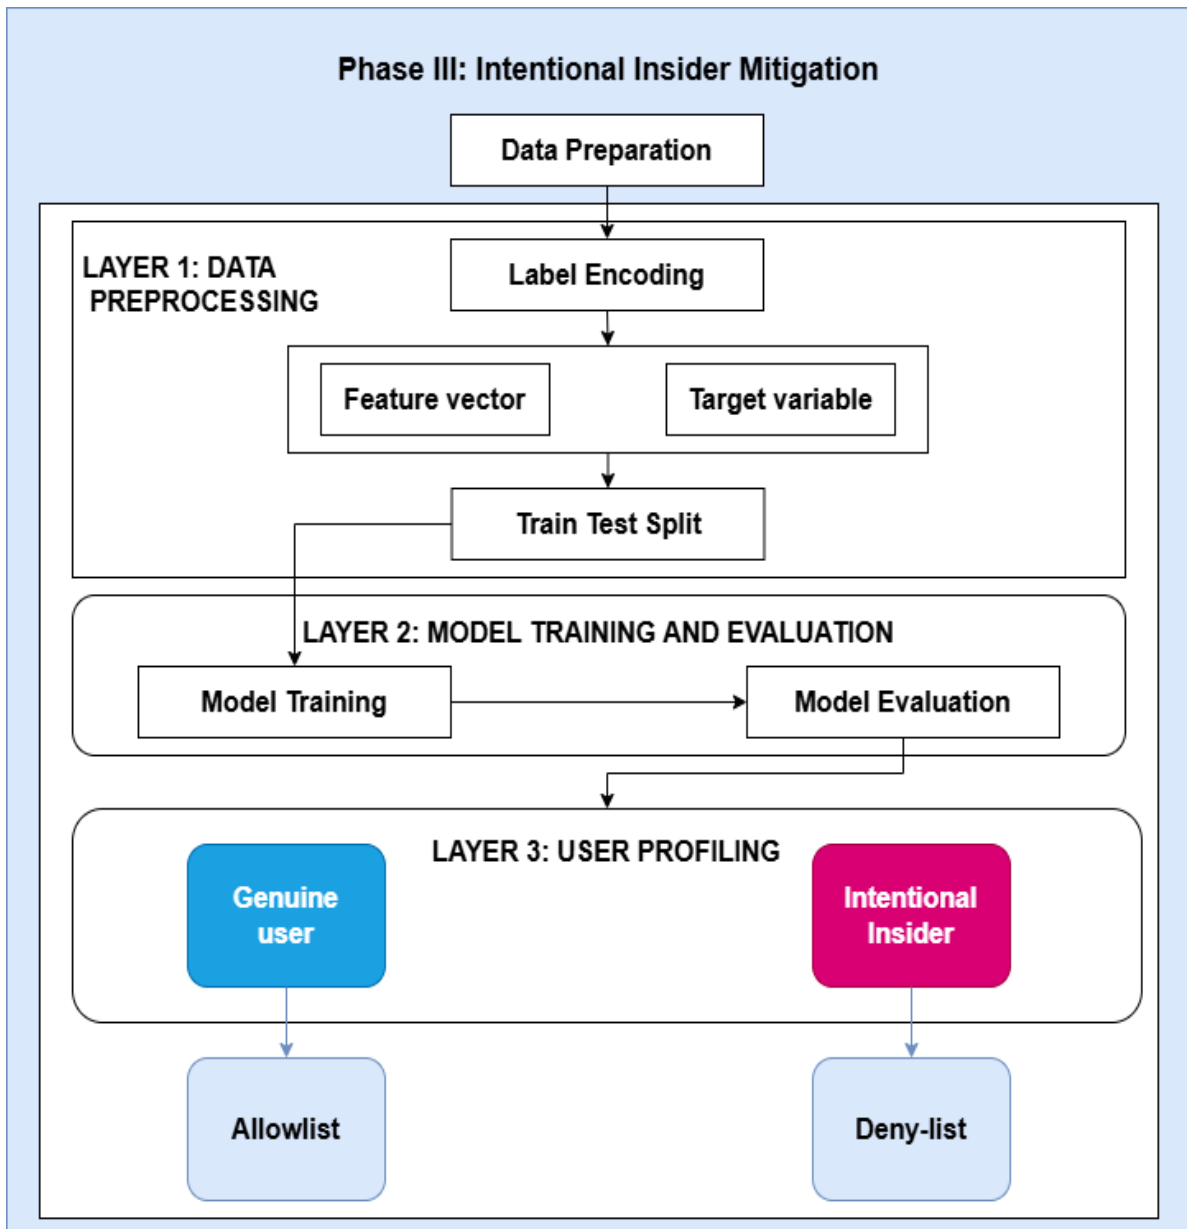 Phase III: Intentional Insider Mitigation
Data Preparation
LAYER 1: DATA
PREPROCESSING
Label Encoding
Feature vector
Target variable
Train Test Split
LAYER 2: MODEL TRAINING AND EVALUATION
Model Training
Model Evaluation
LAYER 3: USER PROFILING
Genuine
user
Intentional
Insider
Allowlist
Deny-list